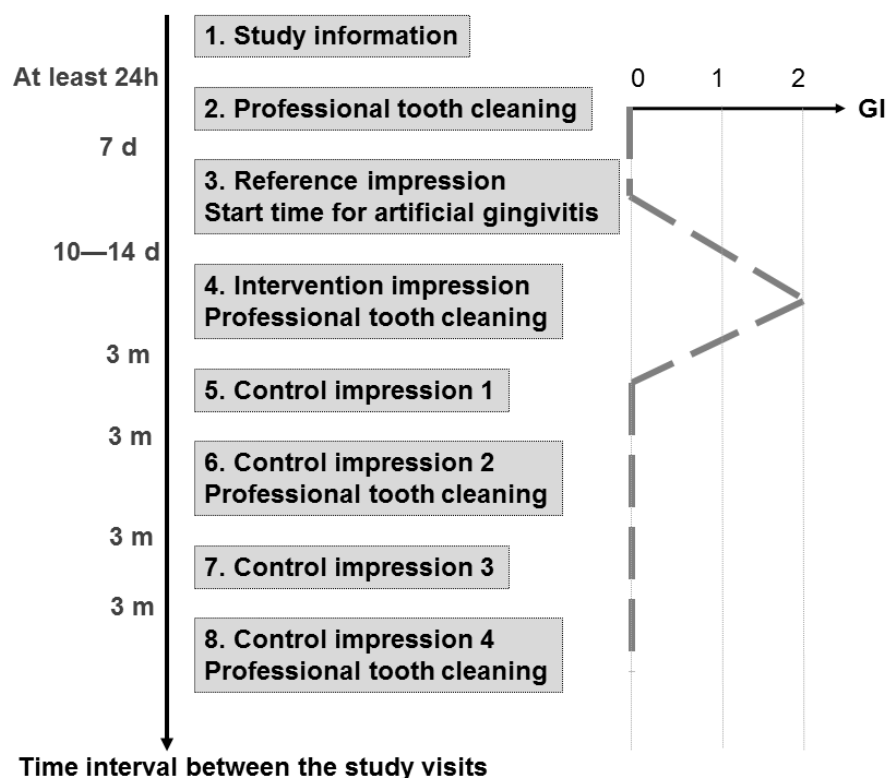 1. Study information
At least 24h
0 1 2
2. Professional tooth cleaning
GI
7 d
3. Reference impression
Start time for artificial gingivitis
10—14 d
4. Intervention impression
Professional tooth cleaning
3 m
5. Control impression 1
3 m
6. Control impression 2
Professional tooth cleaning
3 m
7. Control impression 3
3 m
8. Control impression 4
Professional tooth cleaning
Time interval between the study visits